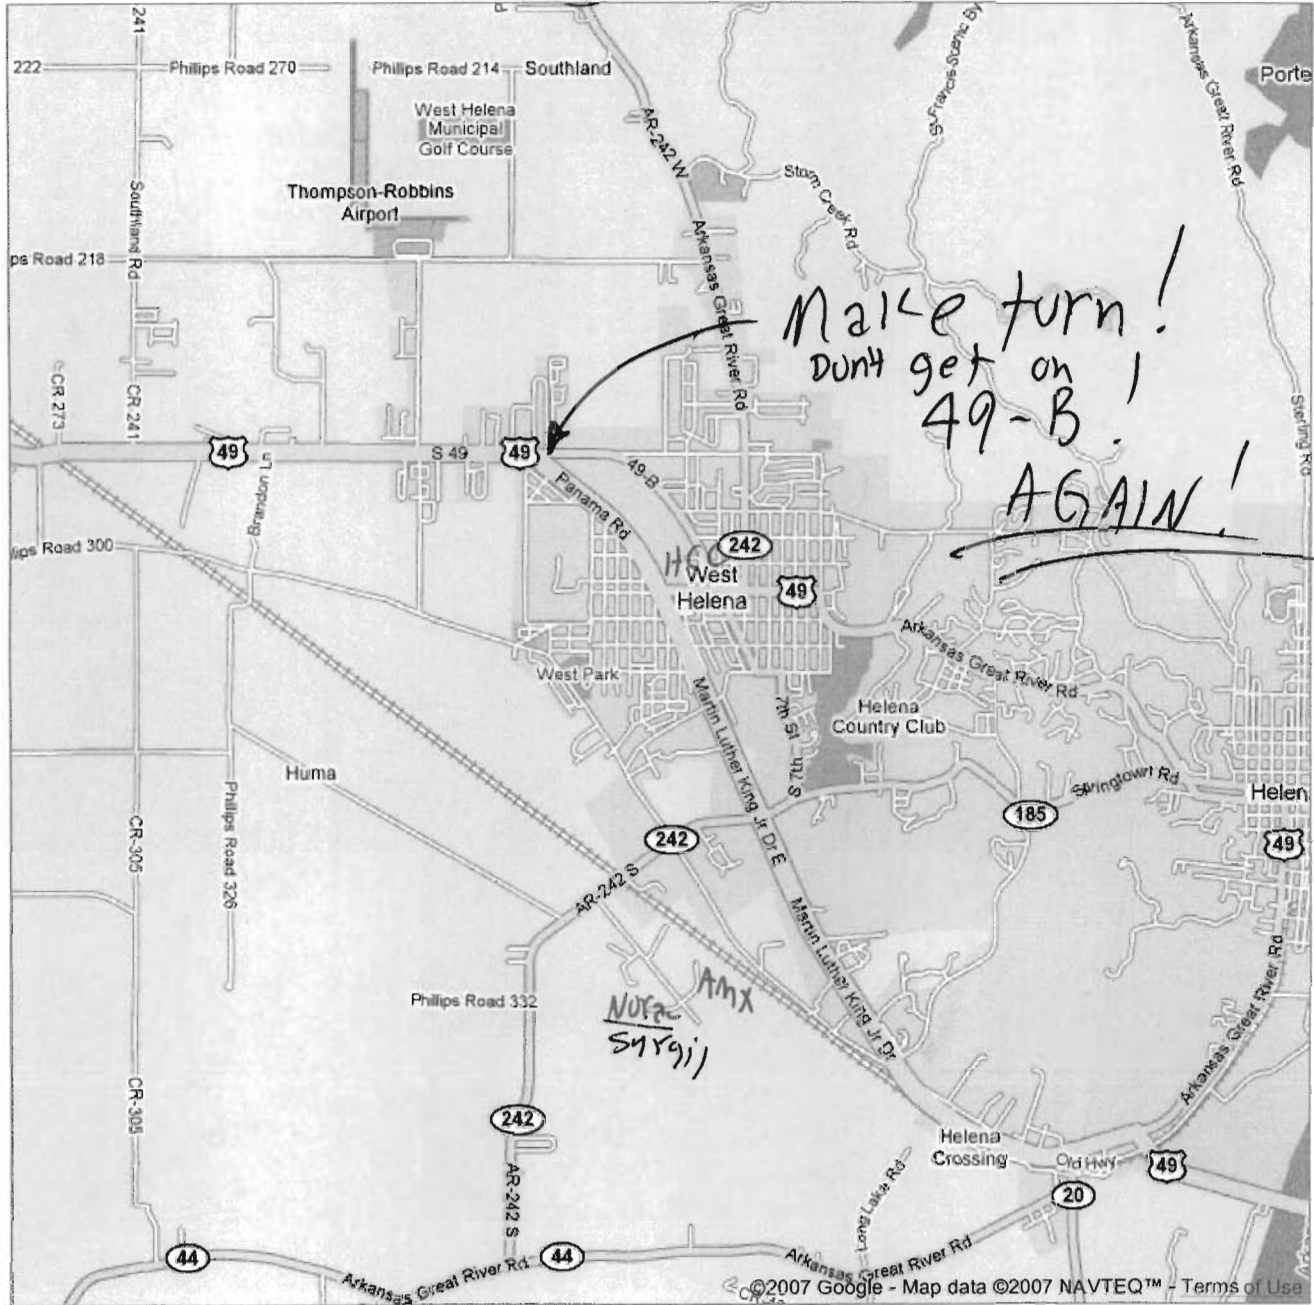 241
222
Phillips Road 270
Phillips Road 214
Southland
West Helena
Municipal
Golf Course
AR-242 W
St Francis Scenic By
Arkansas Great River Rd
Porte
Thompson-Robbins
Airport
Southland Rd
Storm Creek Rd
ps Road 218
Arkansas Great River Rd
Make turn!
Dun't get on
49-B!
AGAIN!
CR 273
CR 241
49
S 49
49
49-B
Sterling Rd
Brandon Ln
Panama Rd
lips Road 300
HCC
242
West
Helena
49
Arkansas Great River Rd
West Park
Helena
Country Club
Martin Luther King Jr Dr E
7th St
S 7th
Huma
Springtown Rd
Helen
185
242
49
CR-305
Phillips Road 326
AR-242 S
Martin Luther King Jr Dr
Phillips Road 332
AMX
Arkansas Great River Rd
CR-305
242
Helena
Crossing
Old Hwy
49
AR-242 S
Long Lake Rd
20
44
44
Arkansas Great River Rd
Arkansas Great River Rd
©2007 Google - Map data ©2007 NAVTEQ™ - Terms of Use